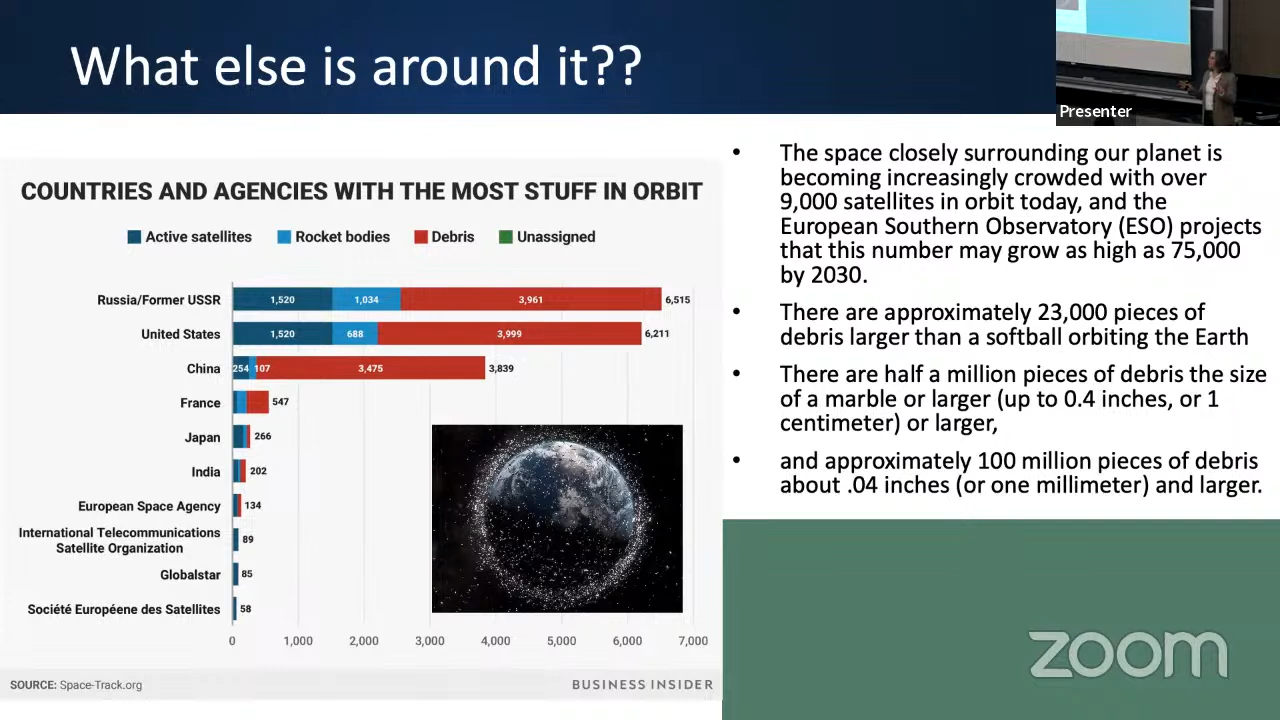 What else is around it??
Presenter
COUNTRIES AND AGENCIES WITH THE MOST STUFF IN ORBIT
Active satellites Rocket bodies Debris Unassigned
Russia/Former USSR 1,520 1,034 3,961 6,515
United States 1,520 688 3,999 6,211
China 254 107 3,475 3,839
France 547
Japan 266
India 202
European Space Agency 134
International Telecommunications
Satellite Organization 89
Globalstar 85
Société Européene des Satellites 58
0 1,000 2,000 3,000 4,000 5,000 6,000 7,000
SOURCE: Space-Track.org BUSINESS INSIDER
• The space closely surrounding our planet is
becoming increasingly crowded with over
9,000 satellites in orbit today, and the
European Southern Observatory (ESO) projects
that this number may grow as high as 75,000
by 2030.
• There are approximately 23,000 pieces of
debris larger than a softball orbiting the Earth
• There are half a million pieces of debris the size
of a marble or larger (up to 0.4 inches, or 1
centimeter) or larger,
• and approximately 100 million pieces of debris
about .04 inches (or one millimeter) and larger.
zoom